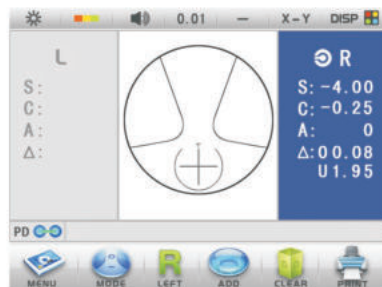 0.01 — X-Y DISP
L
S:
C:
A:
Δ:
R
S: -4.00
C: -0.25
A: 0
Δ: 00.08
U1.95
PD
MENU MODE R LEFT ADD CLEAR PRINT